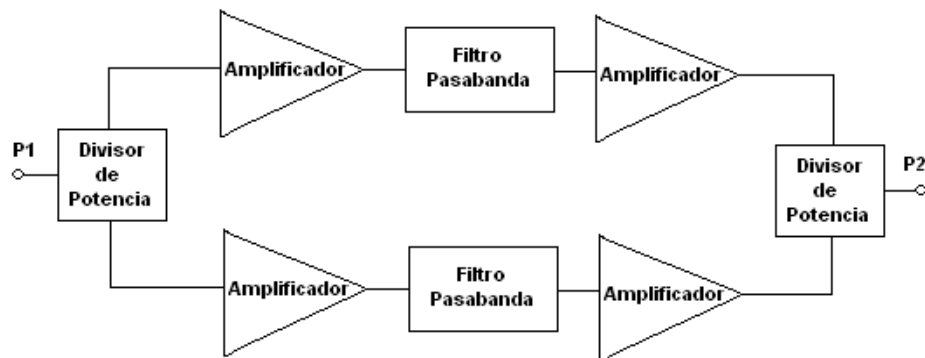 Amplificador
Filtro
Pasabanda
Amplificador
P1
Divisor
de
Potencia
Divisor
de
Potencia
P2
Amplificador
Filtro
Pasabanda
Amplificador